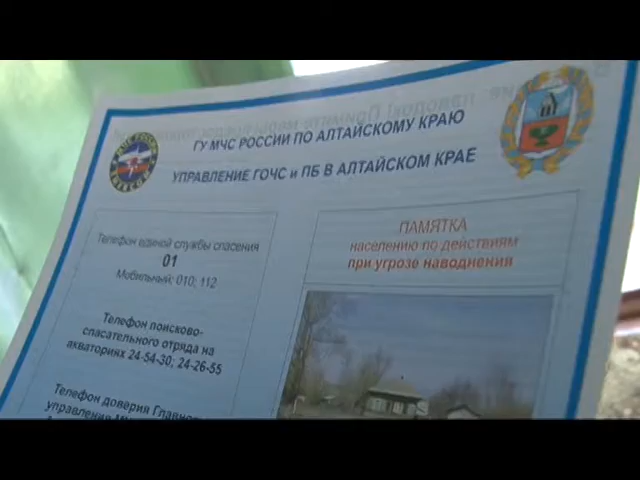 ГУ МЧС РОССИИ ПО АЛТАЙСКОМУ КРАЮ
УПРАВЛЕНИЕ ГОЧС и ПБ В АЛТАЙСКОМ КРАЕ
Телефон единой службы спасения
01
Мобильный; 010; 112
Телефон поисково-
спасательного отряда на
акваториях 24-54-30; 24-26-55
Телефон доверия
управления
ПАМЯТКА
населению по действиям
при угрозе наводнения